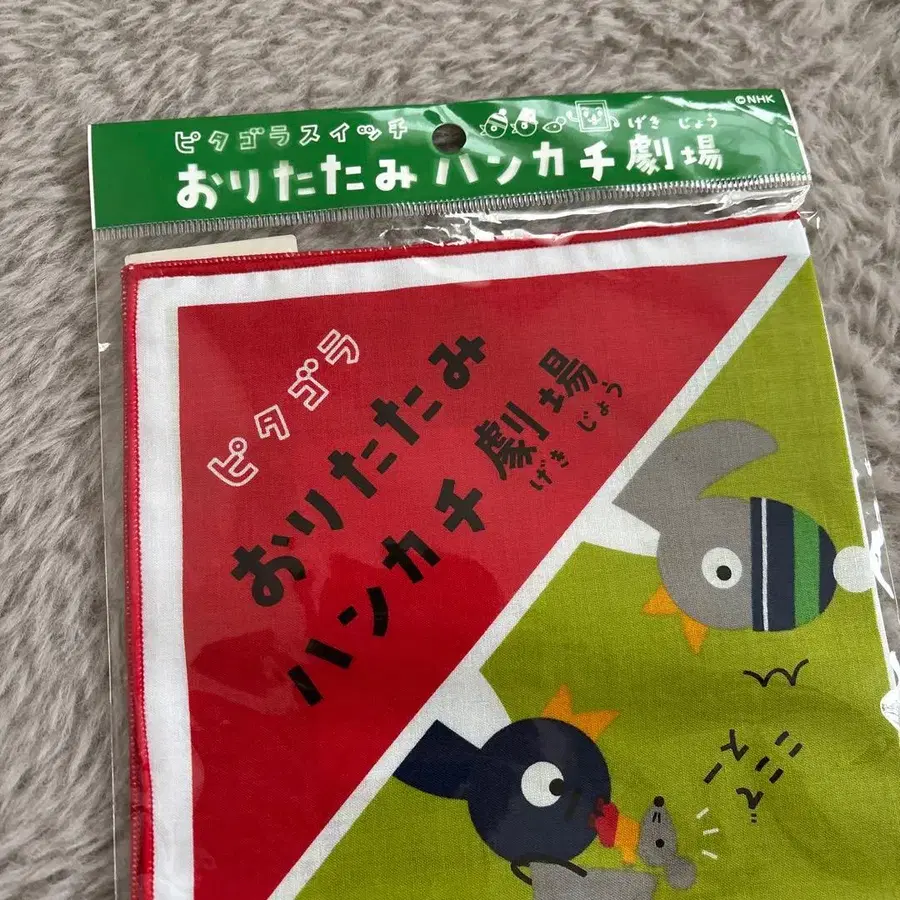 ©NHK
ピタゴラスイッチ
げき じょう
おりたたみハンカチ劇場
ピタゴラ
おりたたみ
ハンカチ劇場
げき じょう